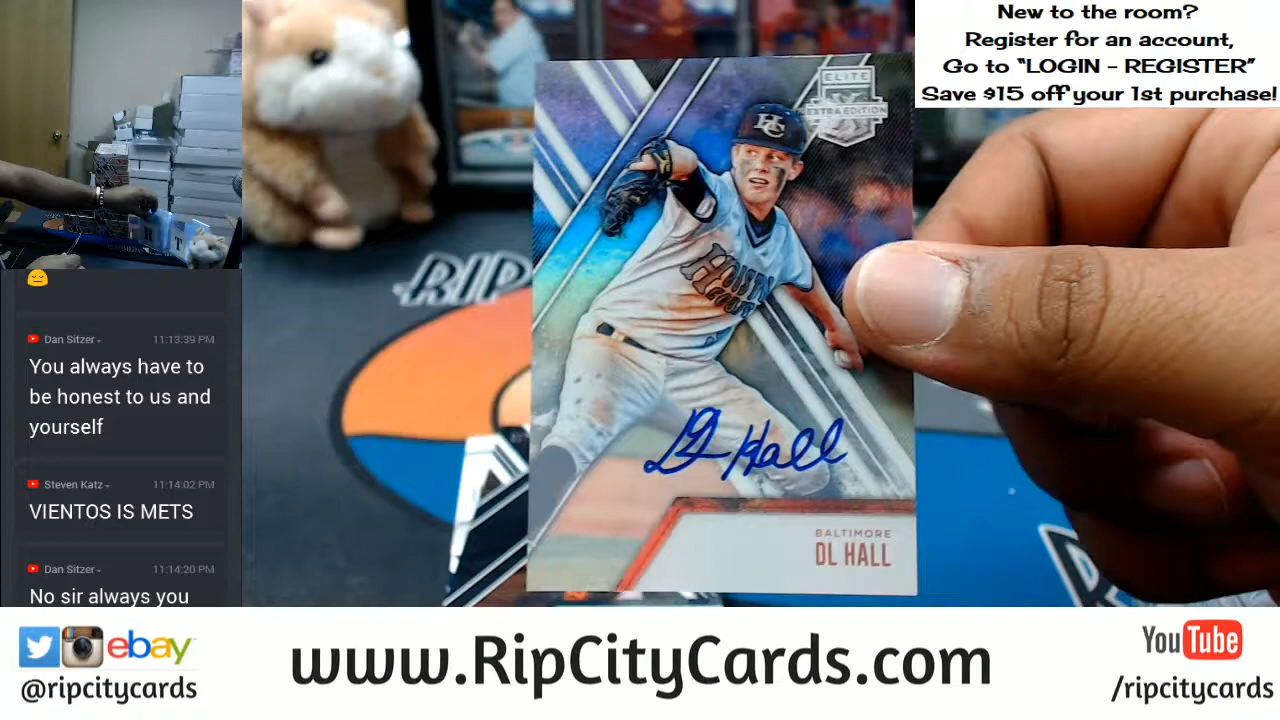 New to the room?
Register for an account,
Go to "LOGIN - REGISTER"
Save $15 off your 1st purchase!
ELITE
EXTRA EDITION
HC
RIP
DL Hall
BALTIMORE
DL HALL
Dan Sitzer
11:13:39 PM
You always have to
be honest to us and
yourself
Steven Katz
11:14:02 PM
VIENTOS IS METS
Dan Sitzer
11:14:20 PM
No sir always you
ebay
@ripcitycards
www.RipCityCards.com
YouTube
/ripcitycards